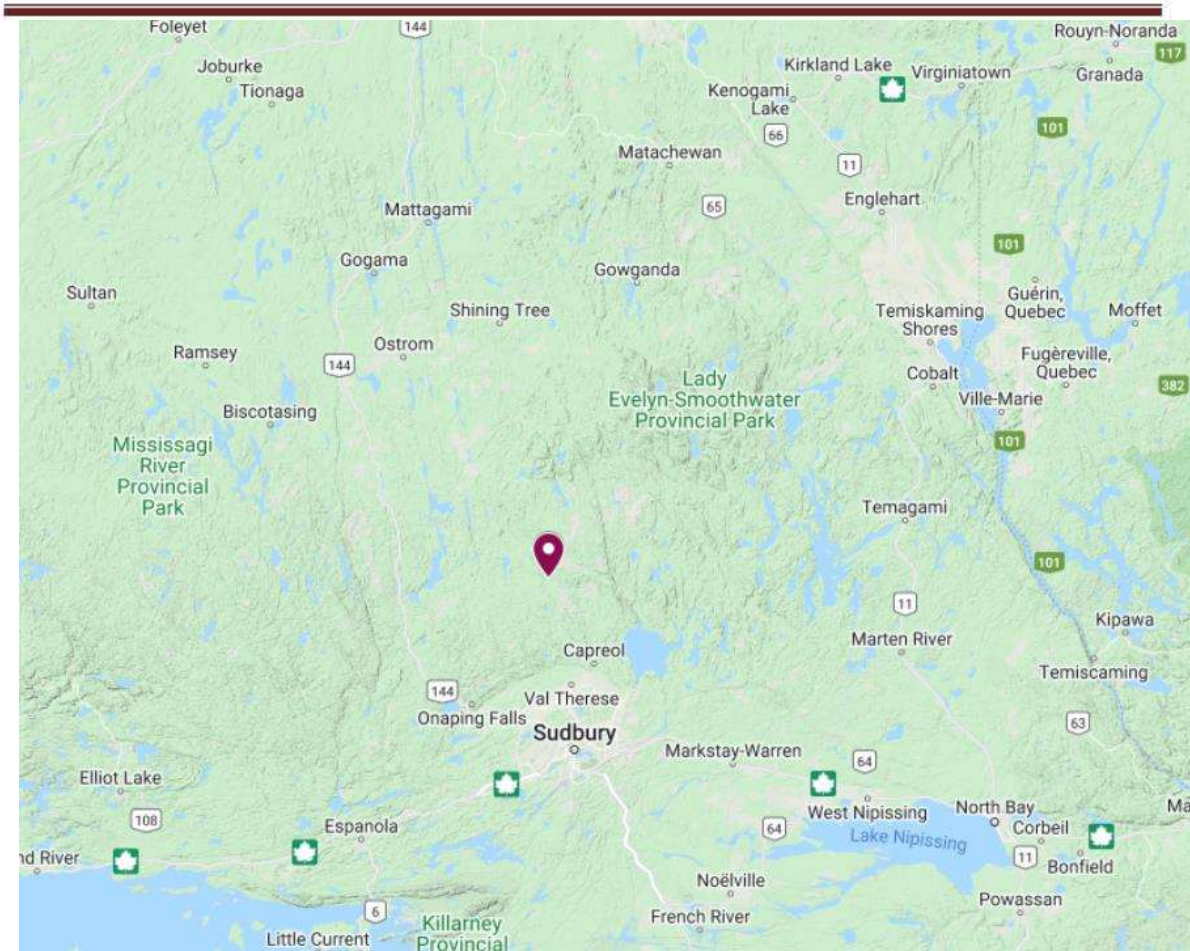 Foleyet
144
Rouyn-Noranda
117
Joburke
Kirkland Lake
Virginiatown
Granada
Tionaga
Kenogami
Lake
101
66
Matachewan
11
Englehart
65
Mattagami
101
Gogama
Gowganda
Sultan
Guérin,
Quebec
Moffet
Shining Tree
Temiskaming
Shores
Ramsey
Ostrom
144
Fugèreville,
Quebec
Cobalt
382
Lady
Evelyn-Smoothwater
Provincial Park
Ville-Marie
Biscotasing
101
Mississagi
River
Provincial
Park
Temagami
101
11
Kipawa
Marten River
Capreol
Temiscaming
144
Val Therese
Onaping Falls
63
Sudbury
Markstay-Warren
64
Elliot Lake
West Nipissing
North Bay
Ma
108
Espanola
64
Lake Nipissing
Corbeil
11
Bonfield
nd River
Noëlville
Powassan
6
French River
Killarney
Provincial
Little Current